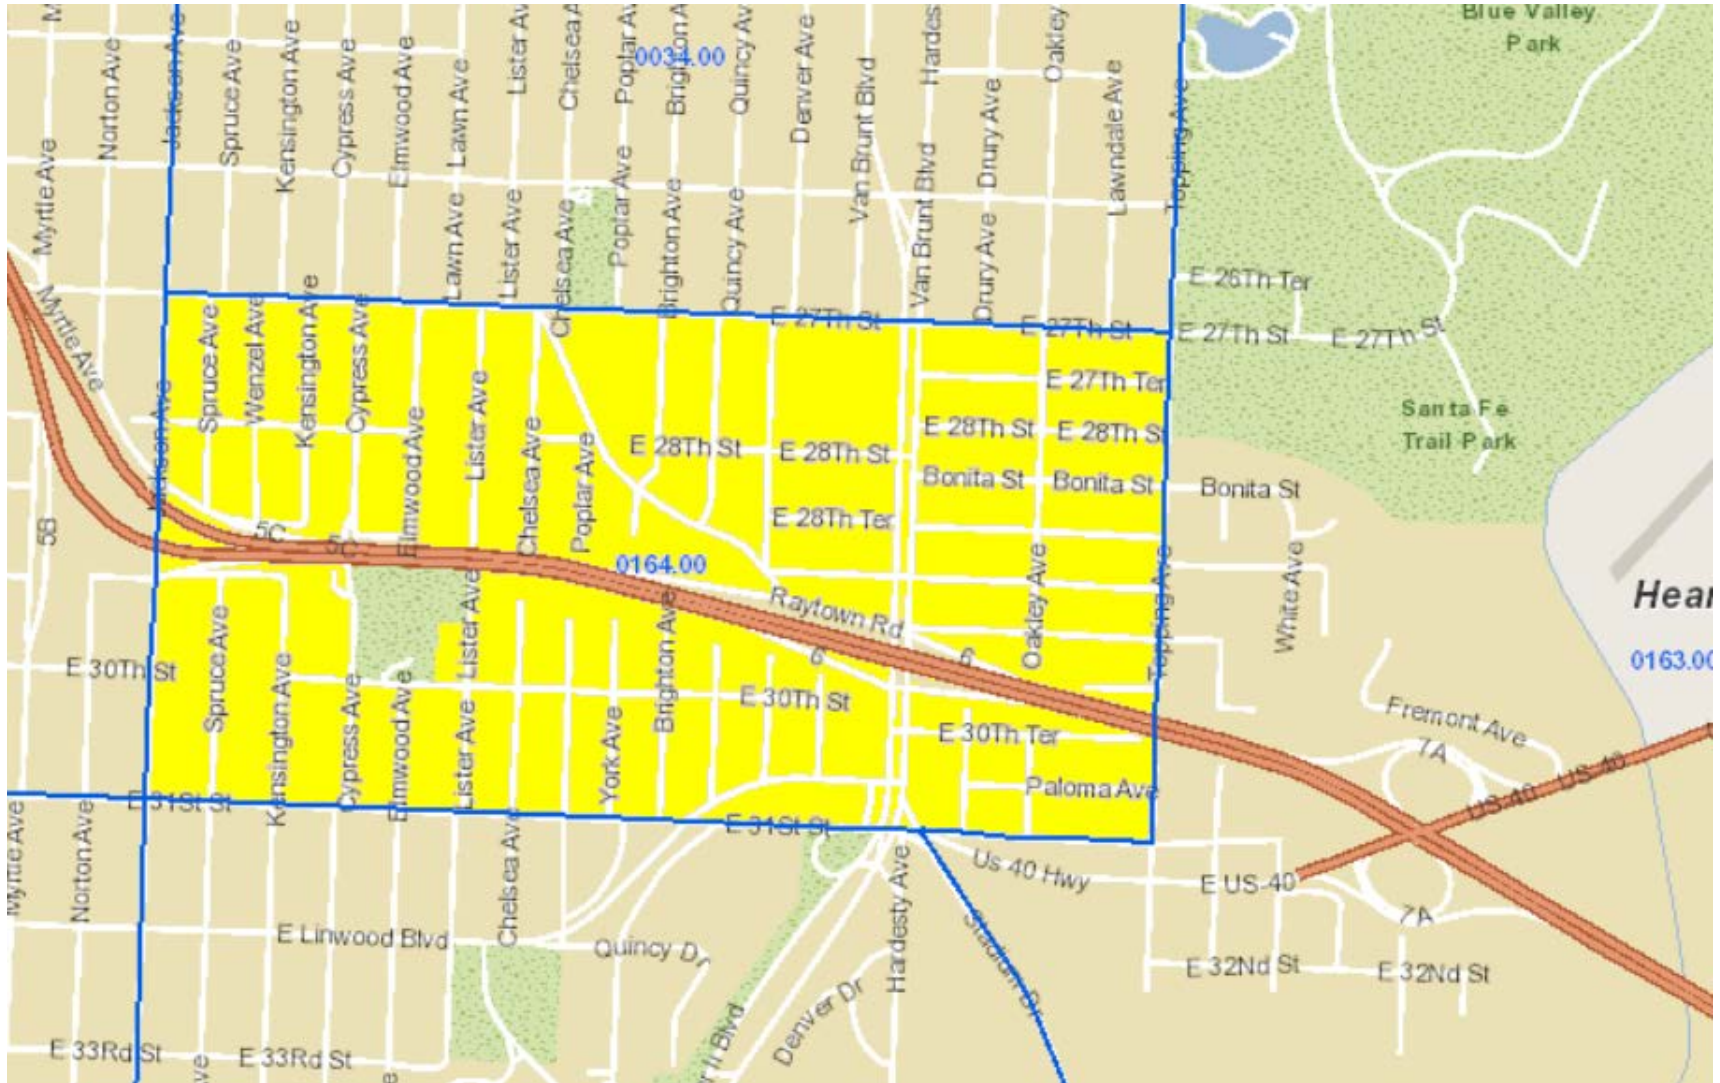 Blue Valley
Park
0034.00
Norton Ave
Jackson Ave
Spruce Ave
Kensington Ave
Cypress Ave
Elmwood Ave
Lawn Ave
Lister Av
Chelsea A
Poplar Av
Brighton A
Quincy Av
Denver Ave
Van Brunt Blvd
Hardes
Drury Ave
Oakley
Lawndale Ave
Topping Ave
Myrtle Ave
Lawn Ave
Lister Ave
Chelsea Ave
Poplar Ave
Brighton Ave
Quincy Ave
Van Brunt Blvd
Drury Ave
E 26Th Ter
E 27Th St
E 27Th St
E 27Th St
E 27Th St
Myrtle Ave
Jackson Ave
Spruce Ave
Wenzel Ave
Kensington Ave
Cypress Ave
Elmwood Ave
Lister Ave
Chelsea Ave
Poplar Ave
E 27Th Ter
E 28Th St
E 28Th St
E 28Th St
E 28Th St
Santa Fe
Trail Park
Bonita St
Bonita St
Bonita St
E 28Th Ter
5B
5C
5C
0164.00
Raytown Rd
Oakley Ave
Topping Ave
White Ave
Hear
0163.00
E 30Th St
Spruce Ave
Kensington Ave
Cypress Ave
Elmwood Ave
Lister Ave
Lister Ave
York Ave
Brighton Ave
E 30Th St
6
6
E 30Th Ter
Paloma Ave
Fremont Ave
7A
US-40
US-40
E 31St St
E 31St St
Myrtle Ave
Norton Ave
Chelsea Ave
Us 40 Hwy
E US-40
7A
Hardesty Ave
Stadium Dr
E Linwood Blvd
Quincy Dr
Denver Dr
E 32Nd St
E 32Nd St
E 33Rd St
E 33Rd St
Blvd